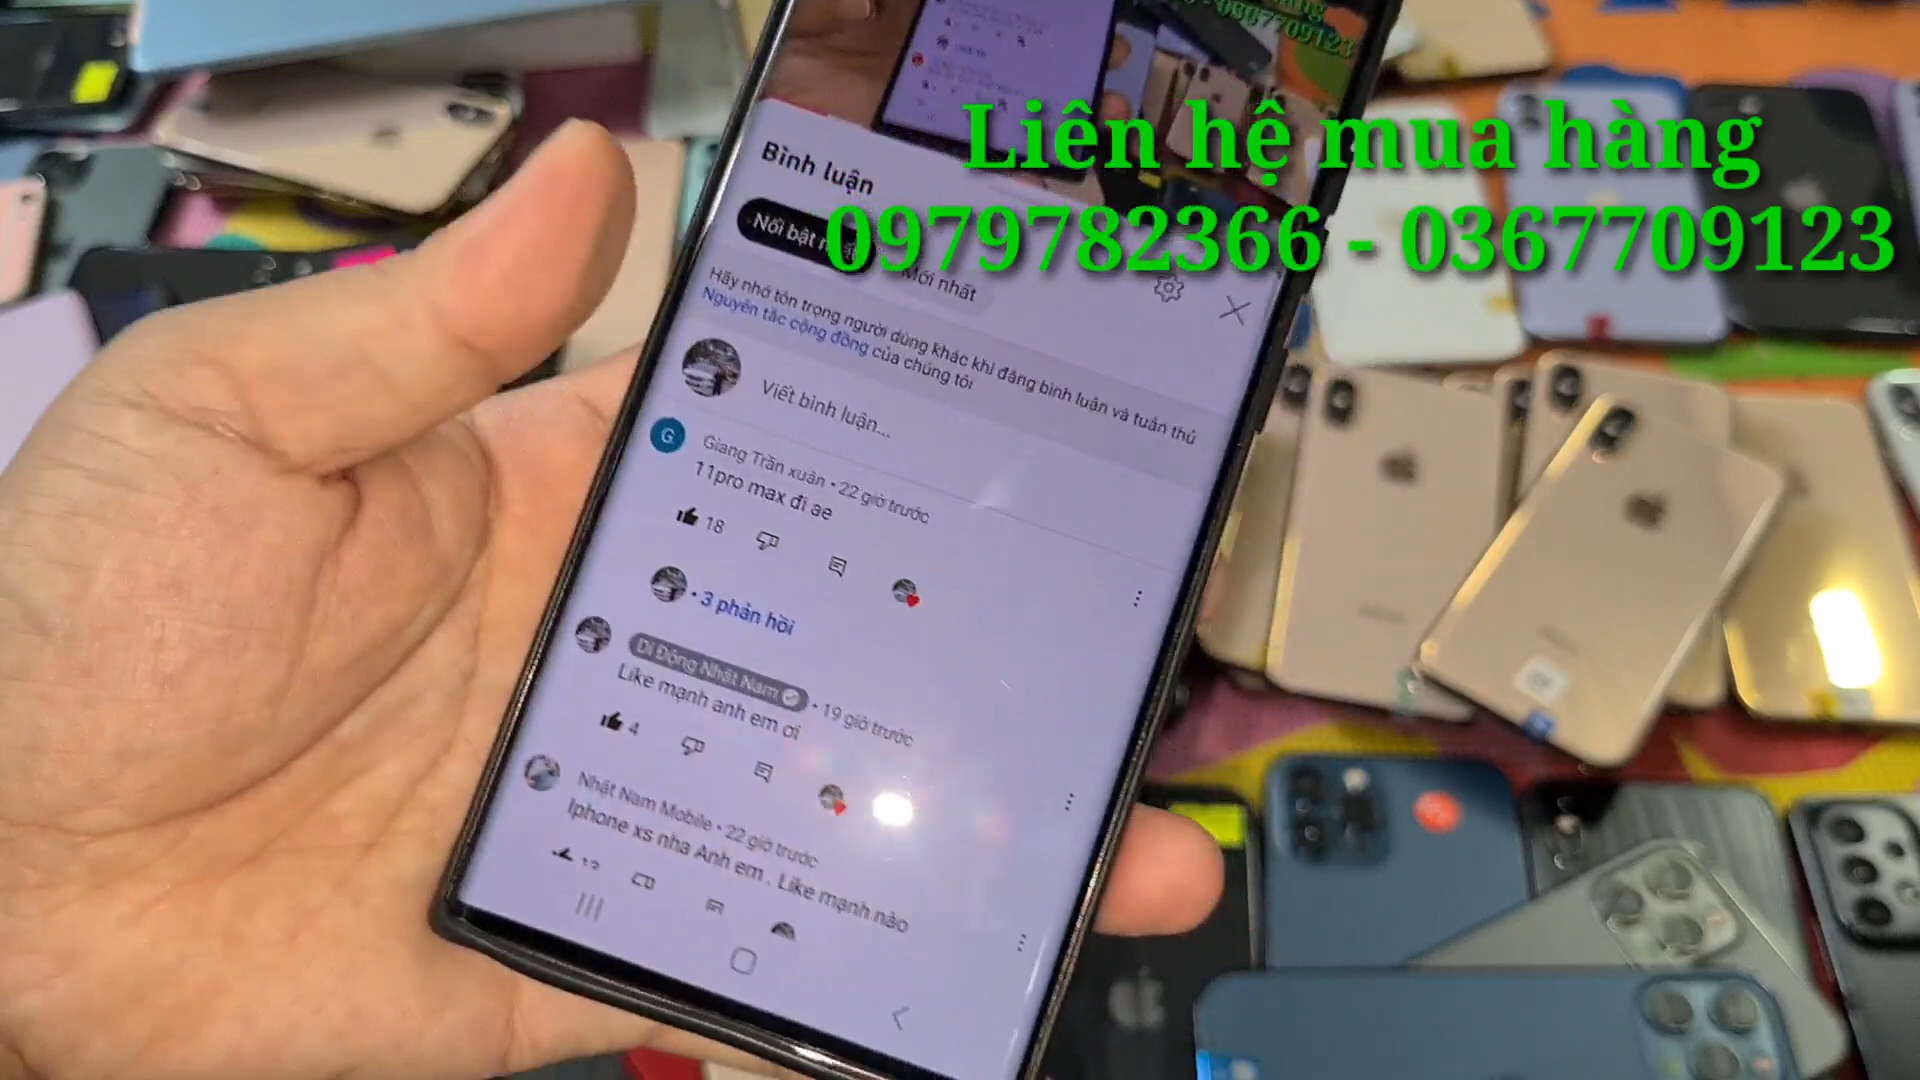 Liên hệ mua hàng
0979782366 - 0367709123
Bình luận
Nổi bật
Mới nhất
Hãy nhớ tôn trọng người dùng khác khi đăng bình luận và tuân thủ
Nguyên tắc cộng đồng của chúng tôi
Viết bình luận...
G
Giang Trần xuân • 22 giờ trước
11pro max đi ae
18
• 3 phản hồi
Di Động Nhật Nam • 19 giờ trước
Like mạnh anh em ơi
4
Nhật Nam Mobile • 22 giờ trước
Iphone xs nha Anh em . Like mạnh nào